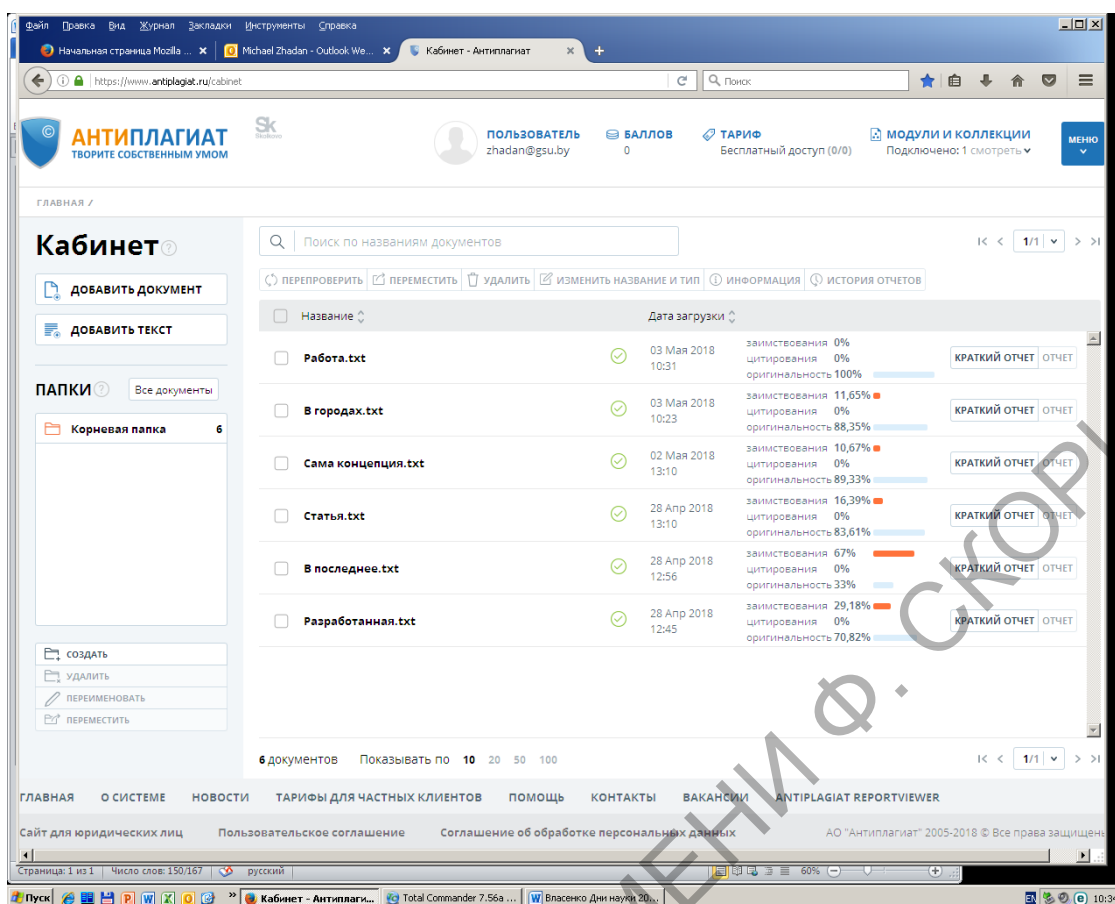 Файл Правка Вид Журнал Закладки Инструменты Справка
Начальная страница Mozilla ... Michael Zhadan - Outlook We... Кабинет - Антиплагиат
https://www.antiplagiat.ru/cabinet Поиск
АНТИПЛАГИАТ
ТВОРИТЕ СОБСТВЕННЫМ УМОМ
Sk
ПОЛЬЗОВАТЕЛЬ БАЛЛОВ ТАРИФ МОДУЛИ И КОЛЛЕКЦИИ МЕНЮ
zhadan@gsu.by 0 Бесплатный доступ (0/0) Подключено: 1 смотреть
ГЛАВНАЯ /
Кабинет
ДОБАВИТЬ ДОКУМЕНТ
ДОБАВИТЬ ТЕКСТ
ПАПКИ Все документы
Корневая папка 6
СОЗДАТЬ
УДАЛИТЬ
ПЕРЕИМЕНОВАТЬ
ПЕРЕМЕСТИТЬ
Поиск по названиям документов 1/1
ПЕРЕПРОВЕРИТЬ ПЕРЕМЕСТИТЬ УДАЛИТЬ ИЗМЕНИТЬ НАЗВАНИЕ И ТИП ИНФОРМАЦИЯ ИСТОРИЯ ОТЧЕТОВ
Название Дата загрузки
Работа.txt 03 Мая 2018 10:31
заимствования 0%
цитирования 0%
оригинальность 100%
КРАТКИЙ ОТЧЕТ ОТЧЕТ
В городах.txt 03 Мая 2018 10:23
заимствования 11,65%
цитирования 0%
оригинальность 88,35%
КРАТКИЙ ОТЧЕТ ОТЧЕТ
Сама концепция.txt 02 Мая 2018 13:10
заимствования 10,67%
цитирования 0%
оригинальность 89,33%
КРАТКИЙ ОТЧЕТ ОТЧЕТ
Статья.txt 28 Апр 2018 13:10
заимствования 16,39%
цитирования 0%
оригинальность 83,61%
КРАТКИЙ ОТЧЕТ ОТЧЕТ
В последнее.txt 28 Апр 2018 12:56
заимствования 67%
цитирования 0%
оригинальность 33%
КРАТКИЙ ОТЧЕТ ОТЧЕТ
Разработанная.txt 28 Апр 2018 12:45
заимствования 29,18%
цитирования 0%
оригинальность 70,82%
КРАТКИЙ ОТЧЕТ ОТЧЕТ
6 документов Показывать по 10 20 50 100 1/1
ГЛАВНАЯ О СИСТЕМЕ НОВОСТИ ТАРИФЫ ДЛЯ ЧАСТНЫХ КЛИЕНТОВ ПОМОЩЬ КОНТАКТЫ ВАКАНСИИ ANTIPLAGIAT REPORTVIEWER
Сайт для юридических лиц Пользовательское соглашение Соглашение об обработке персональных данных АО "Антиплагиат" 2005-2018 © Все права защищены
Страница: 1 из 1 Число слов: 150/167 русский 60%
Пуск Кабинет - Антиплаги... Total Commander 7.56a ... Власенко Дни науки 20... EN 10:3
МЕНИ Ф. СКОРИ